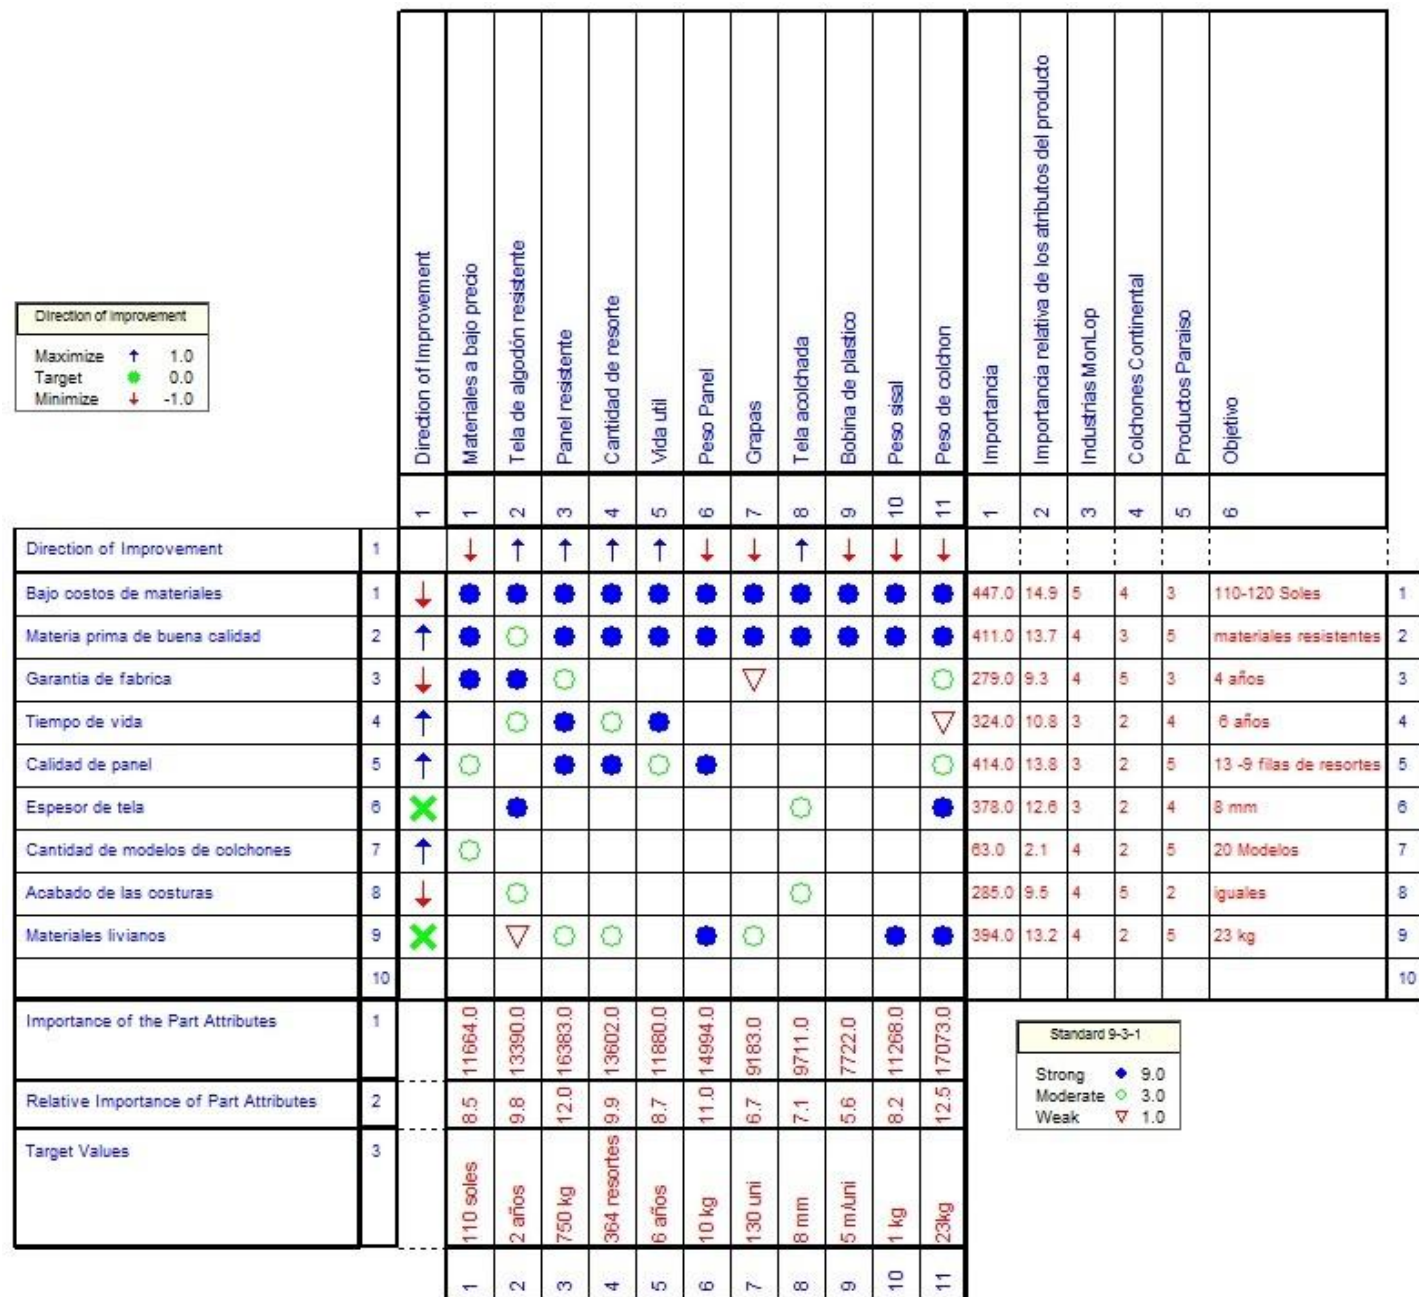 Direction of Improvement
Maximize 1.0
Target 0.0
Minimize -1.0
Direction of Improvement
Materiales a bajo precio
Tela de algodón resistente
Panel resistente
Cantidad de resorte
Vida util
Peso Panel
Grapas
Tela acolchada
Bobina de plastico
Peso sisal
Peso de colchon
Importancia
Importancia relativa de los atributos del producto
Industrias MonLop
Colchones Continental
Productos Paraiso
Objetivo
1 1 2 3 4 5 6 7 8 9 10 11 1 2 3 4 5 6
Direction of Improvement 1
Bajo costos de materiales 1 447.0 14.9 5 4 3 110-120 Soles 1
Materia prima de buena calidad 2 411.0 13.7 4 3 5 materiales resistentes 2
Garantia de fabrica 3 279.0 9.3 4 5 3 4 años 3
Tiempo de vida 4 324.0 10.8 3 2 4 6 años 4
Calidad de panel 5 414.0 13.8 3 2 5 13 -9 filas de resortes 5
Espesor de tela 6 378.0 12.6 3 2 4 8 mm 6
Cantidad de modelos de colchones 7 63.0 2.1 4 2 5 20 Modelos 7
Acabado de las costuras 8 285.0 9.5 4 5 2 iguales 8
Materiales livianos 9 394.0 13.2 4 2 5 23 kg 9
10 10
Importance of the Part Attributes 1 11664.0 13390.0 16383.0 13602.0 11880.0 14994.0 9183.0 9711.0 7722.0 11268.0 17073.0
Relative Importance of Part Attributes 2 8.5 9.8 12.0 9.9 8.7 11.0 6.7 7.1 5.6 8.2 12.5
Target Values 3 110 soles 2 años 750 kg 364 resortes 6 años 10 kg 130 uni 8 mm 5 m/uni 1 kg 23kg
1 2 3 4 5 6 7 8 9 10 11
Standard 9-3-1
Strong 9.0
Moderate 3.0
Weak 1.0